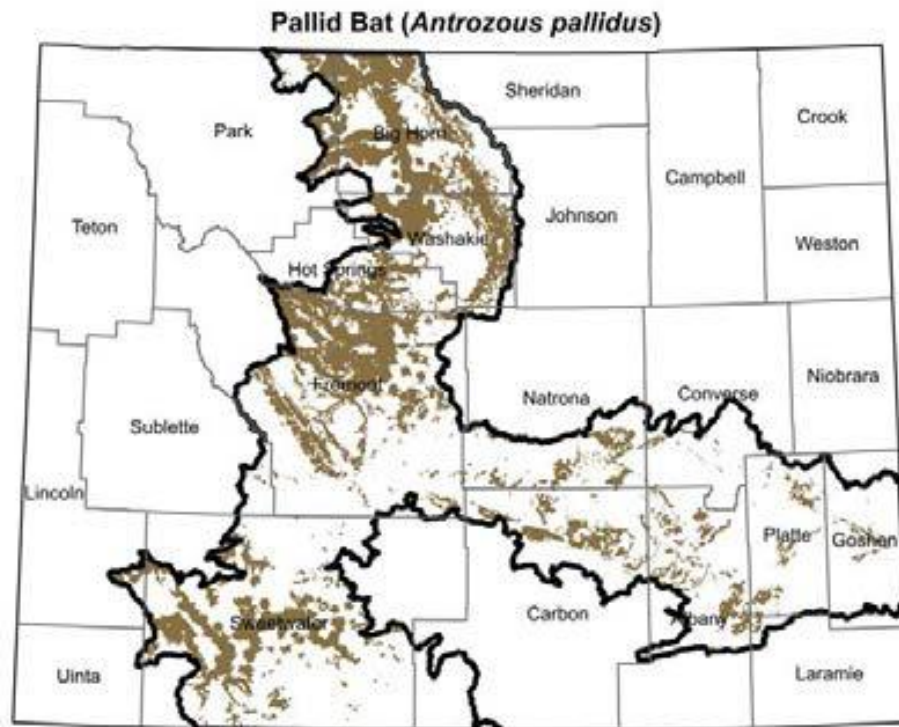 Pallid Bat (Antrozous pallidus)
Sheridan
Crook
Park
Big Horn
Campbell
Johnson
Teton
Weston
Washakie
Hot Springs
Niobrara
Fremont
Natrona
Converse
Sublette
Lincoln
Platte
Goshen
Carbon
Albany
Sweetwater
Uinta
Laramie